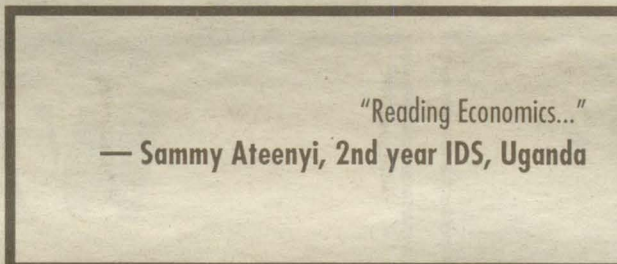 "Reading Economics..."
— Sammy Ateenyi, 2nd year IDS, Uganda